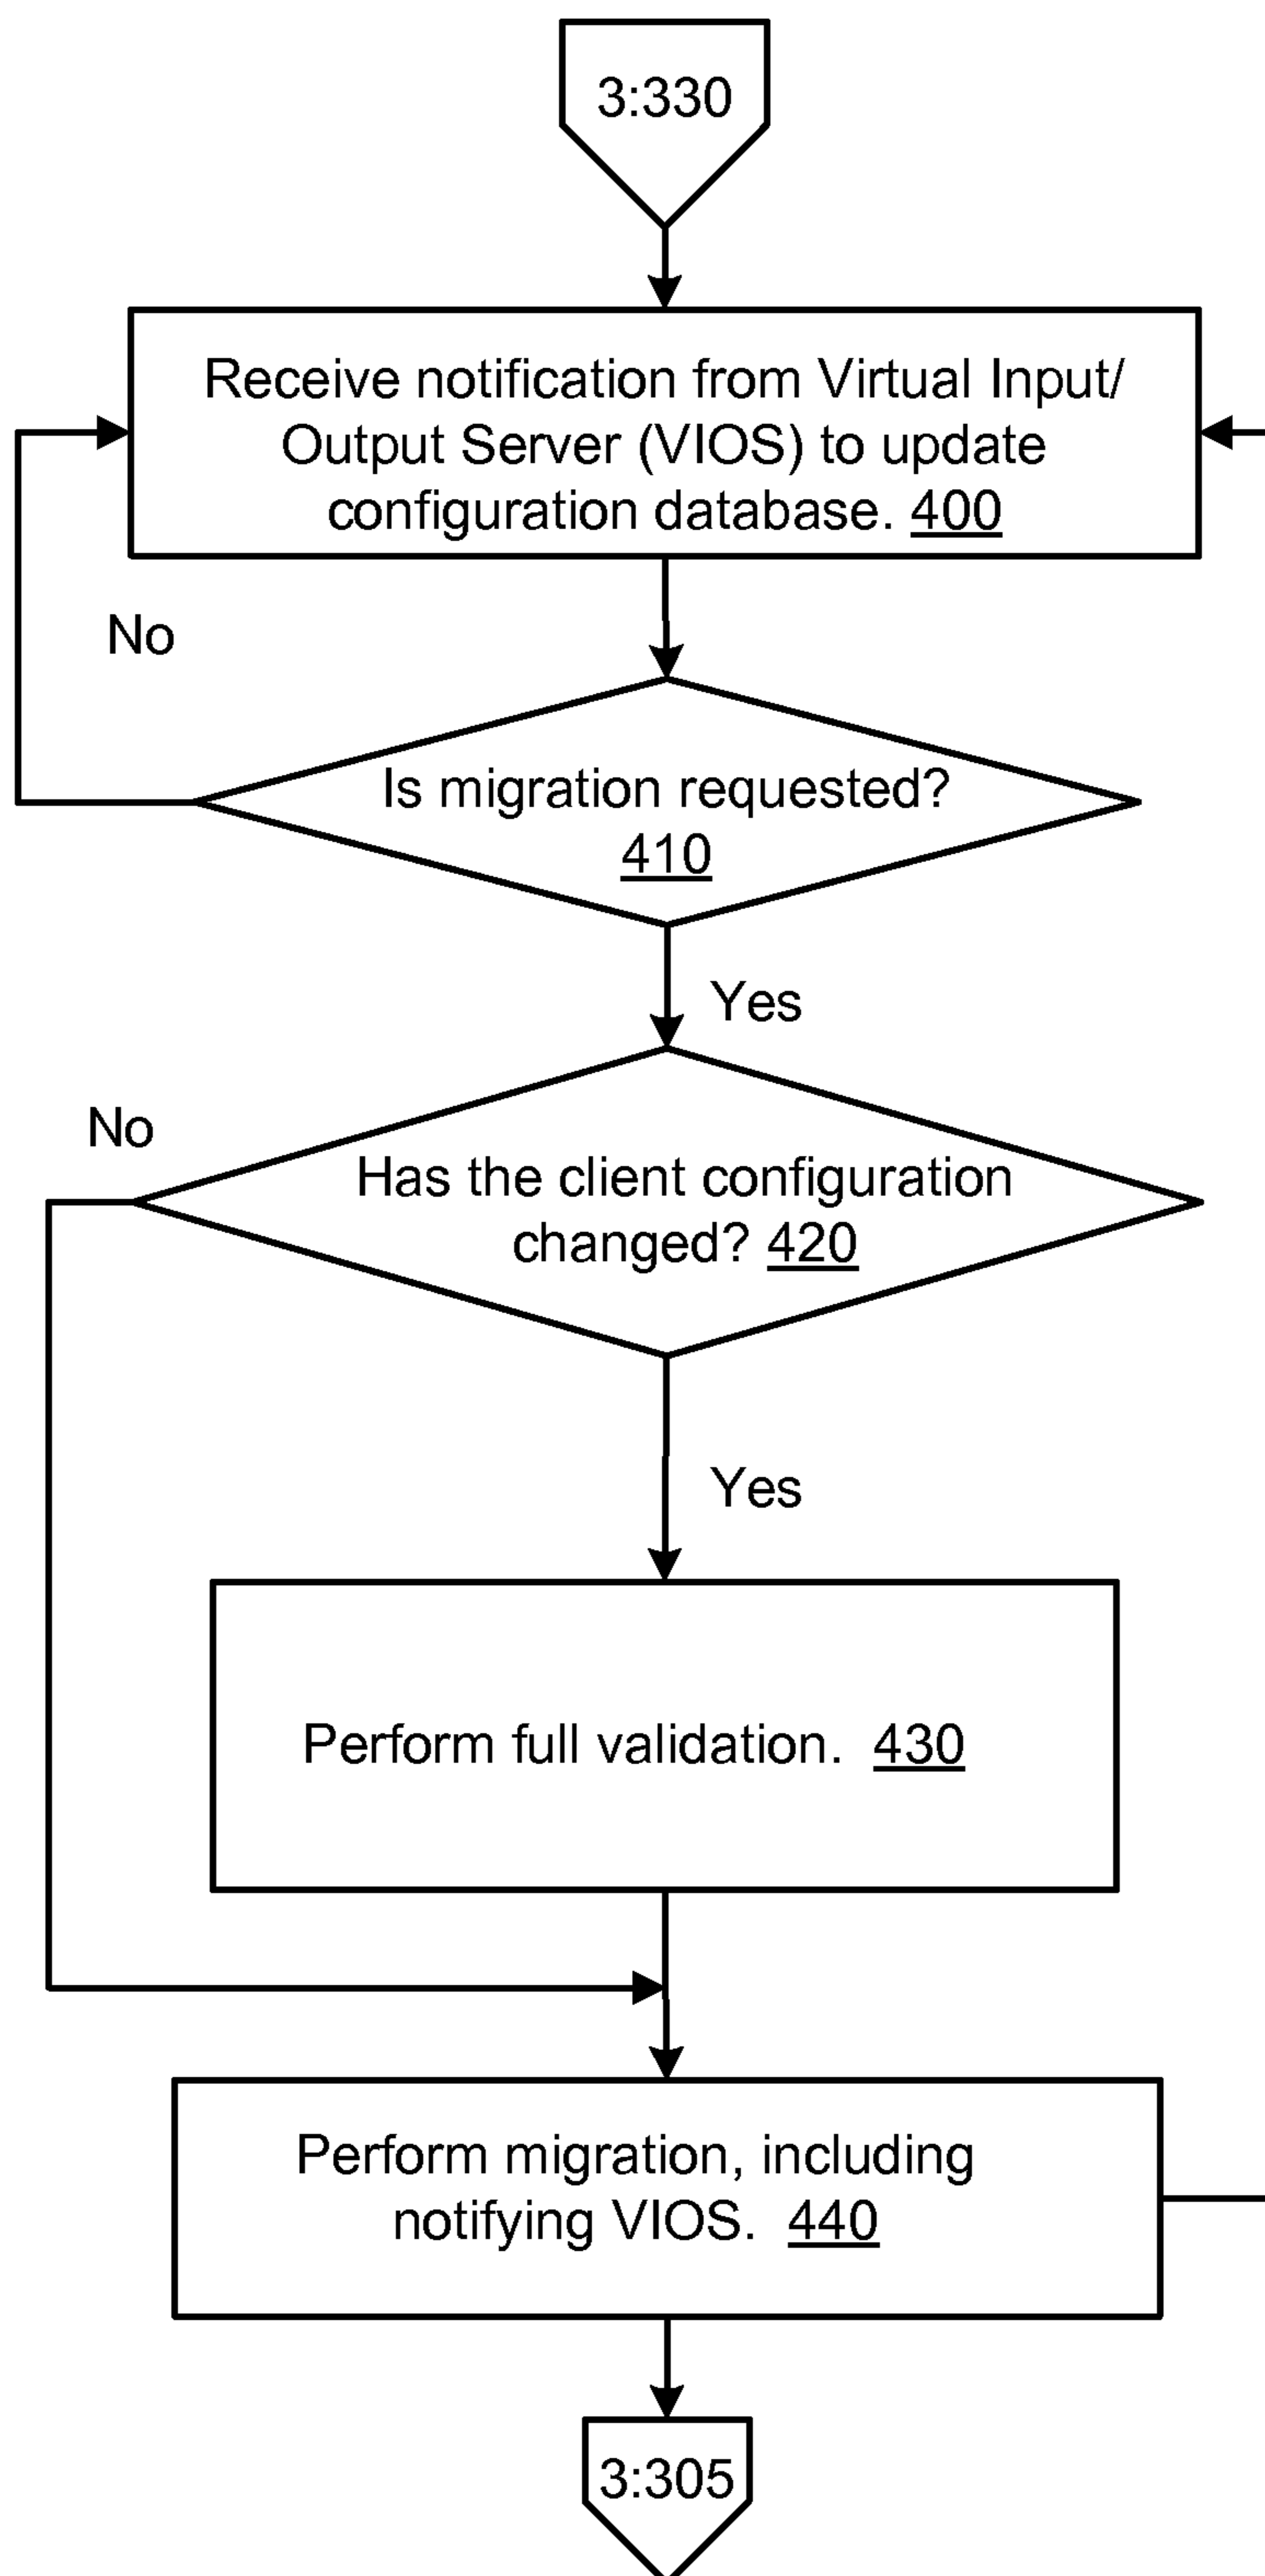 3:330
Receive notification from Virtual Input/
Output Server (VIOS) to update
configuration database. 400
No
Is migration requested?
410
Yes
No
Has the client configuration
changed? 420
Yes
Perform full validation. 430
Perform migration, including
notifying VIOS. 440
3:305